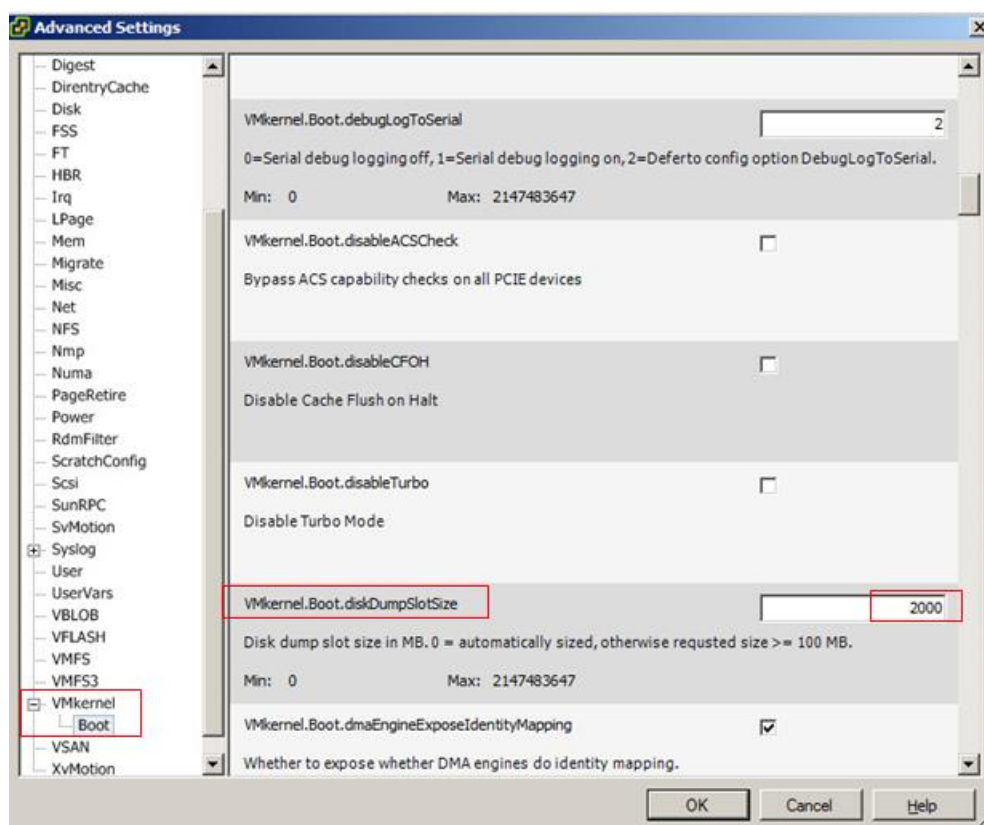 Advanced Settings
Digest
DirentryCache
Disk
FSS
FT
HBR
Irq
LPage
Mem
Migrate
Misc
Net
NFS
Nmp
Numa
PageRetire
Power
RdmFilter
ScratchConfig
Scsi
SunRPC
SvMotion
Syslog
User
UserVars
VBLOB
VFLASH
VMFS
VMFS3
VMkernel
Boot
VSAN
XvMotion
VMkernel.Boot.debugLogToSerial 2
0=Serial debug logging off, 1=Serial debug logging on, 2=Defer to config option DebugLogToSerial.
Min: 0 Max: 2147483647
VMkernel.Boot.disableACSCheck
Bypass ACS capability checks on all PCIE devices
VMkernel.Boot.disableCFOH
Disable Cache Flush on Halt
VMkernel.Boot.disableTurbo
Disable Turbo Mode
VMkernel.Boot.diskDumpSlotSize 2000
Disk dump slot size in MB. 0 = automatically sized, otherwise requsted size >= 100 MB.
Min: 0 Max: 2147483647
VMkernel.Boot.dmaEngineExposeIdentityMapping
Whether to expose whether DMA engines do identity mapping.
OK Cancel Help